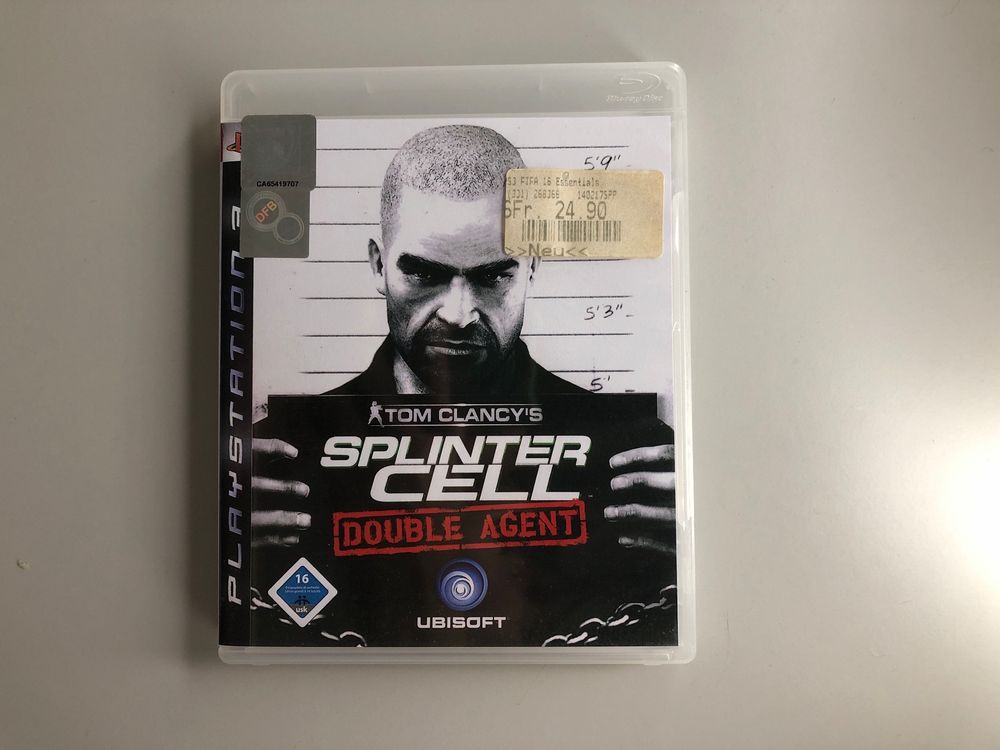 Blu-ray Disc
PLAYSTATION 3
CA65419707
DFB
5'9"
PS3 FIFA 16 Essentials
SFr. 24.90
>>Neu<<
5'3"
5'
TOM CLANCY'S
SPLINTER
CELL
DOUBLE AGENT
16
usk
UBISOFT